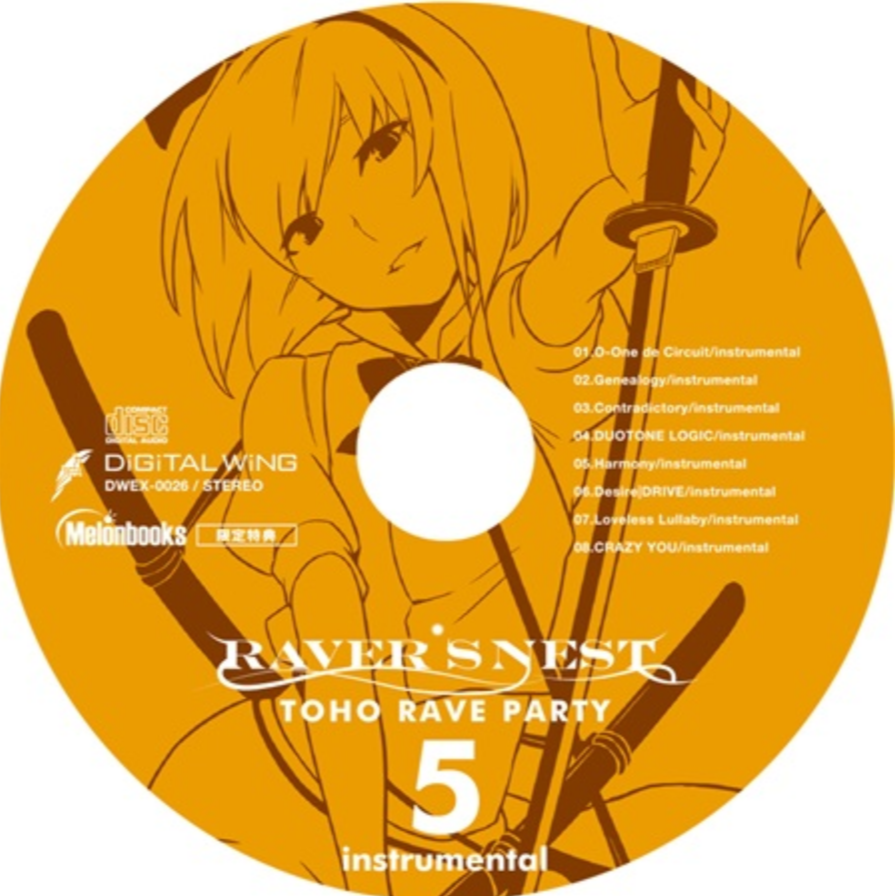 01.O-One de Circuit/instrumental
02.Genealogy/instrumental
03.Contradictory/instrumental
04.DUOTONE LOGIC/instrumental
05.Harmony/instrumental
06.Desire|DRIVE/instrumental
07.Loveless Lullaby/instrumental
08.CRAZY YOU/instrumental
COMPACT
disc
DIGITAL AUDIO
DiGiTAL WiNG
DWEX-0026 / STEREO
Melonbooks 限定特典
RAVER'S NEST
TOHO RAVE PARTY
5
instrumental